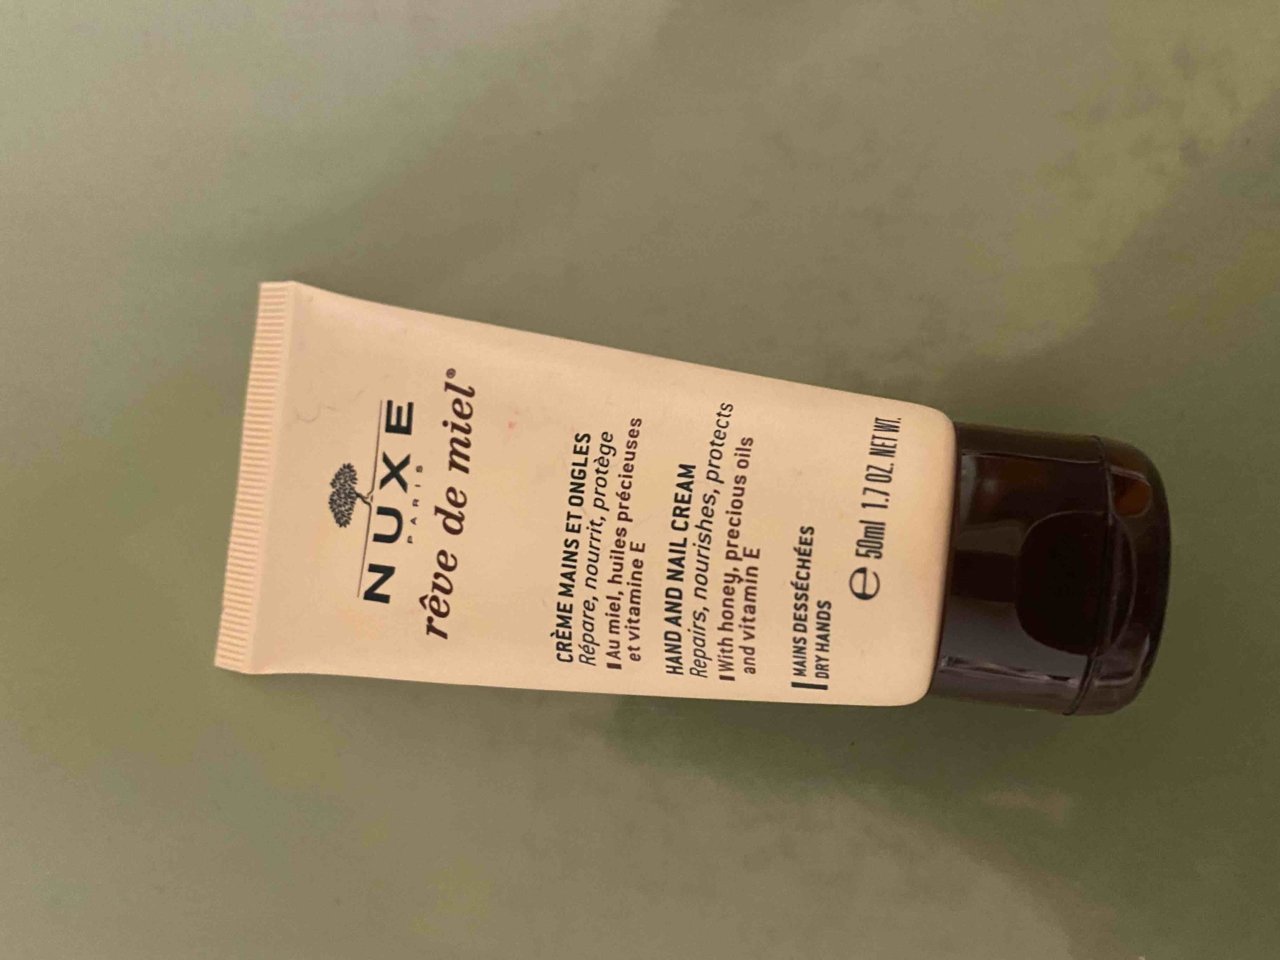 NUXE
PARIS
rêve de miel®
CRÈME MAINS ET ONGLES
Répare, nourrit, protège
Au miel, huiles précieuses
et vitamine E
HAND AND NAIL CREAM
Repairs, nourishes, protects
With honey, precious oils
and vitamin E
MAINS DESSÉCHÉES
DRY HANDS
℮ 50ml 1.7 OZ. NET WT.